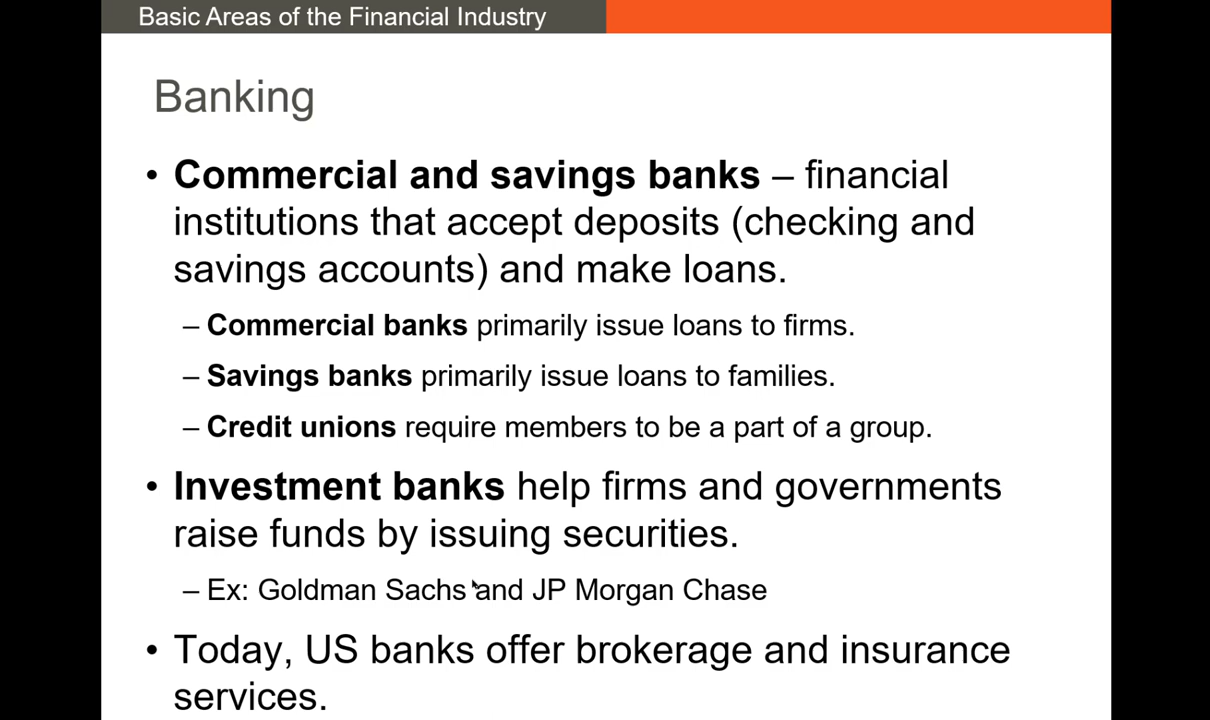 Basic Areas of the Financial Industry
Banking
• Commercial and savings banks – financial
institutions that accept deposits (checking and
savings accounts) and make loans.
– Commercial banks primarily issue loans to firms.
– Savings banks primarily issue loans to families.
– Credit unions require members to be a part of a group.
• Investment banks help firms and governments
raise funds by issuing securities.
– Ex: Goldman Sachs and JP Morgan Chase
• Today, US banks offer brokerage and insurance
services.